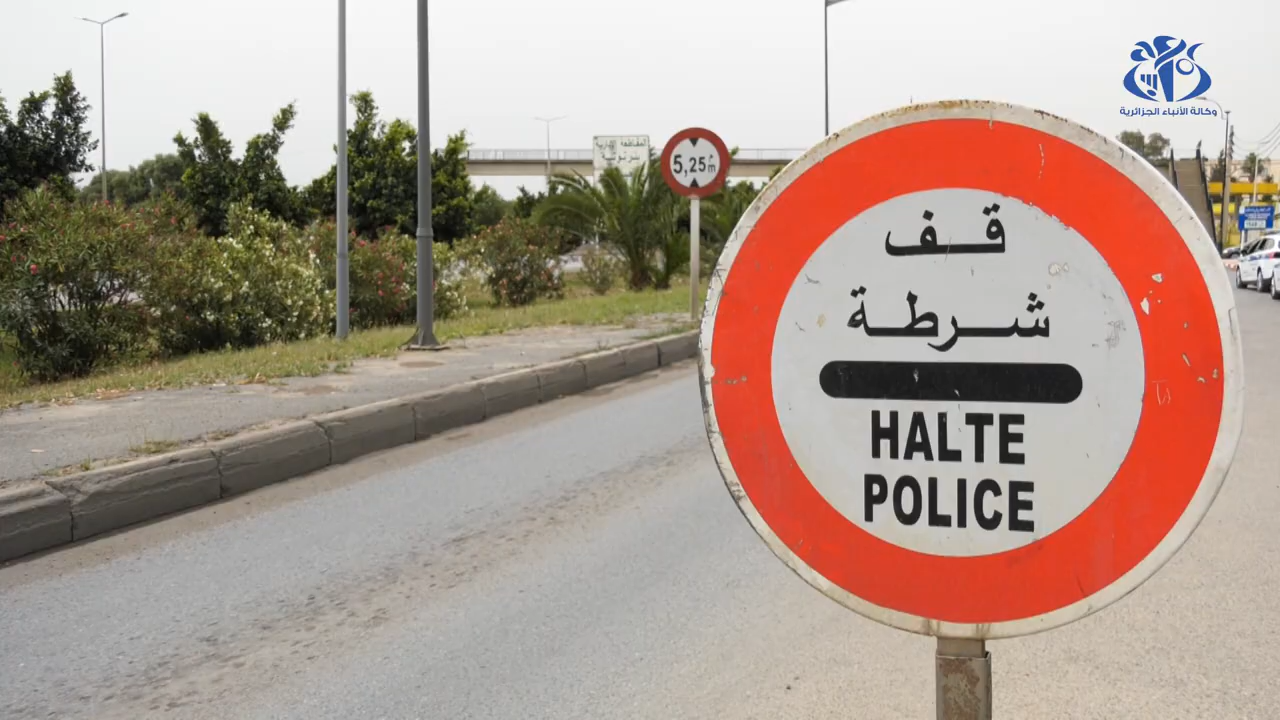 وكالة الأنباء الجزائرية
5,25m
قف
شرطة
HALTE
POLICE